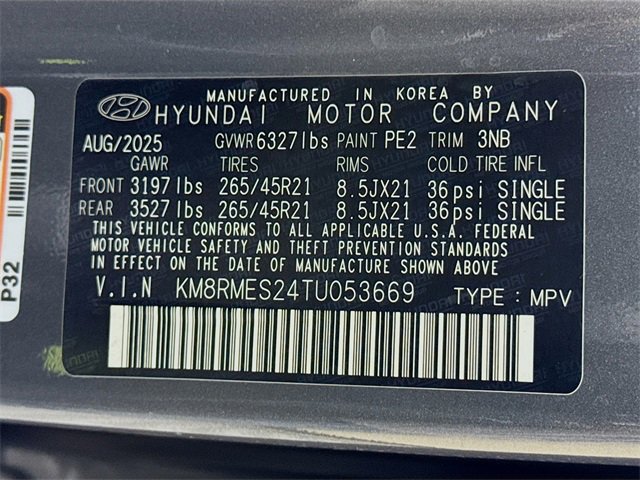 MANUFACTURED IN KOREA BY
HYUNDAI MOTOR COMPANY
AUG/2025 GVWR 6327 lbs PAINT PE2 TRIM 3NB
GAWR TIRES RIMS COLD TIRE INFL
FRONT 3197 lbs 265/45R21 8.5JX21 36psi SINGLE
REAR 3527 lbs 265/45R21 8.5JX21 36psi SINGLE
THIS VEHICLE CONFORMS TO ALL APPLICABLE U.S.A. FEDERAL
MOTOR VEHICLE SAFETY AND THEFT PREVENTION STANDARDS
IN EFFECT ON THE DATE OF MANUFACTURE SHOWN ABOVE
V.I.N KM8RMES24TU053669 TYPE : MPV
P32